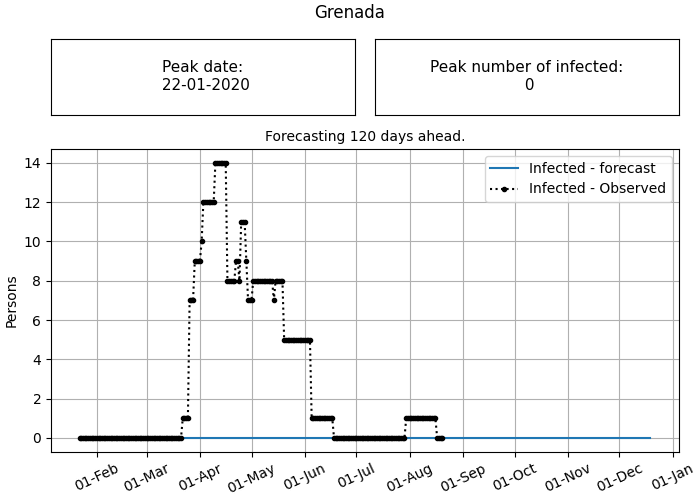 Grenada
Peak date:
22-01-2020
Peak number of infected:
0
Forecasting 120 days ahead.
Infected - forecast
Infected - Observed
Persons
14
12
10
8
6
4
2
0
01-Feb
01-Mar
01-Apr
01-May
01-Jun
01-Jul
01-Aug
01-Sep
01-Oct
01-Nov
01-Dec
01-Jan